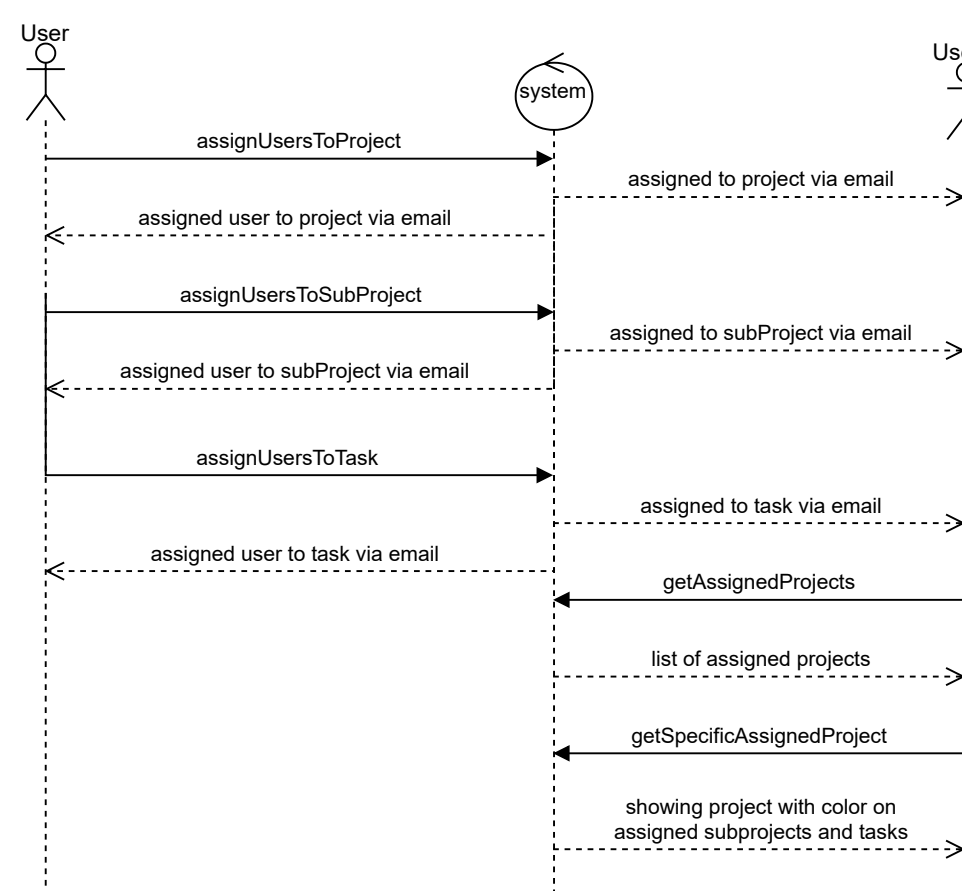 User
system
assignUsersToProject
assigned to project via email
assigned user to project via email
assignUsersToSubProject
assigned to subProject via email
assigned user to subProject via email
assignUsersToTask
assigned to task via email
assigned user to task via email
getAssignedProjects
list of assigned projects
getSpecificAssignedProject
showing project with color on
assigned subprojects and tasks